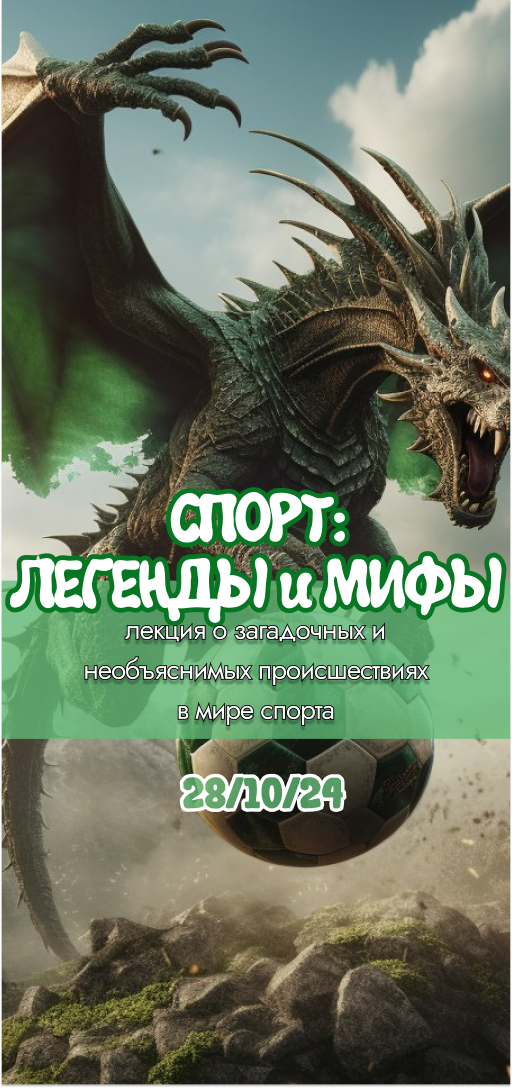 СПОРТ:
ЛЕГЕНДЫ и МИФЫ
лекция о загадочных и
необъяснимых происшествиях
в мире спорта
28/10/24